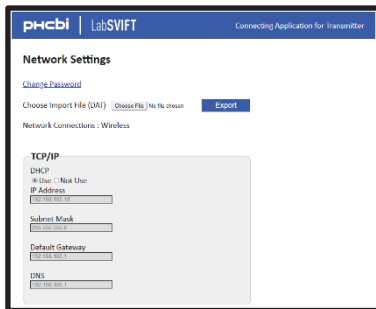 PHCbi LabSVIFT Connecting Application for Transmitter
Network Settings
Change Password
Choose Import File (DAT) Choose File No file chosen Export
Network Connections : Wireless
TCP/IP
DHCP
Use Not Use
IP Address
192.168.100.10
Subnet Mask
255.255.255.0
Default Gateway
192.168.100.1
DNS
192.168.100.1